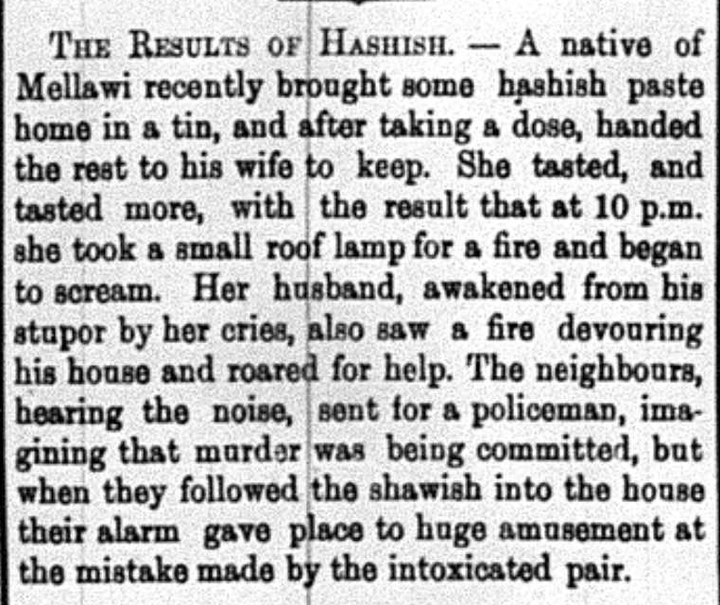 THE RESULTS OF HASHISH. — A native of
Mellawi recently brought some hashish paste
home in a tin, and after taking a dose, handed
the rest to his wife to keep. She tasted, and
tasted more, with the result that at 10 p.m.
she took a small roof lamp for a fire and began
to scream. Her husband, awakened from his
stupor by her cries, also saw a fire devouring
his house and roared for help. The neighbours,
hearing the noise, sent for a policeman, ima-
gining that murder was being committed, but
when they followed the shawish into the house
their alarm gave place to huge amusement at
the mistake made by the intoxicated pair.